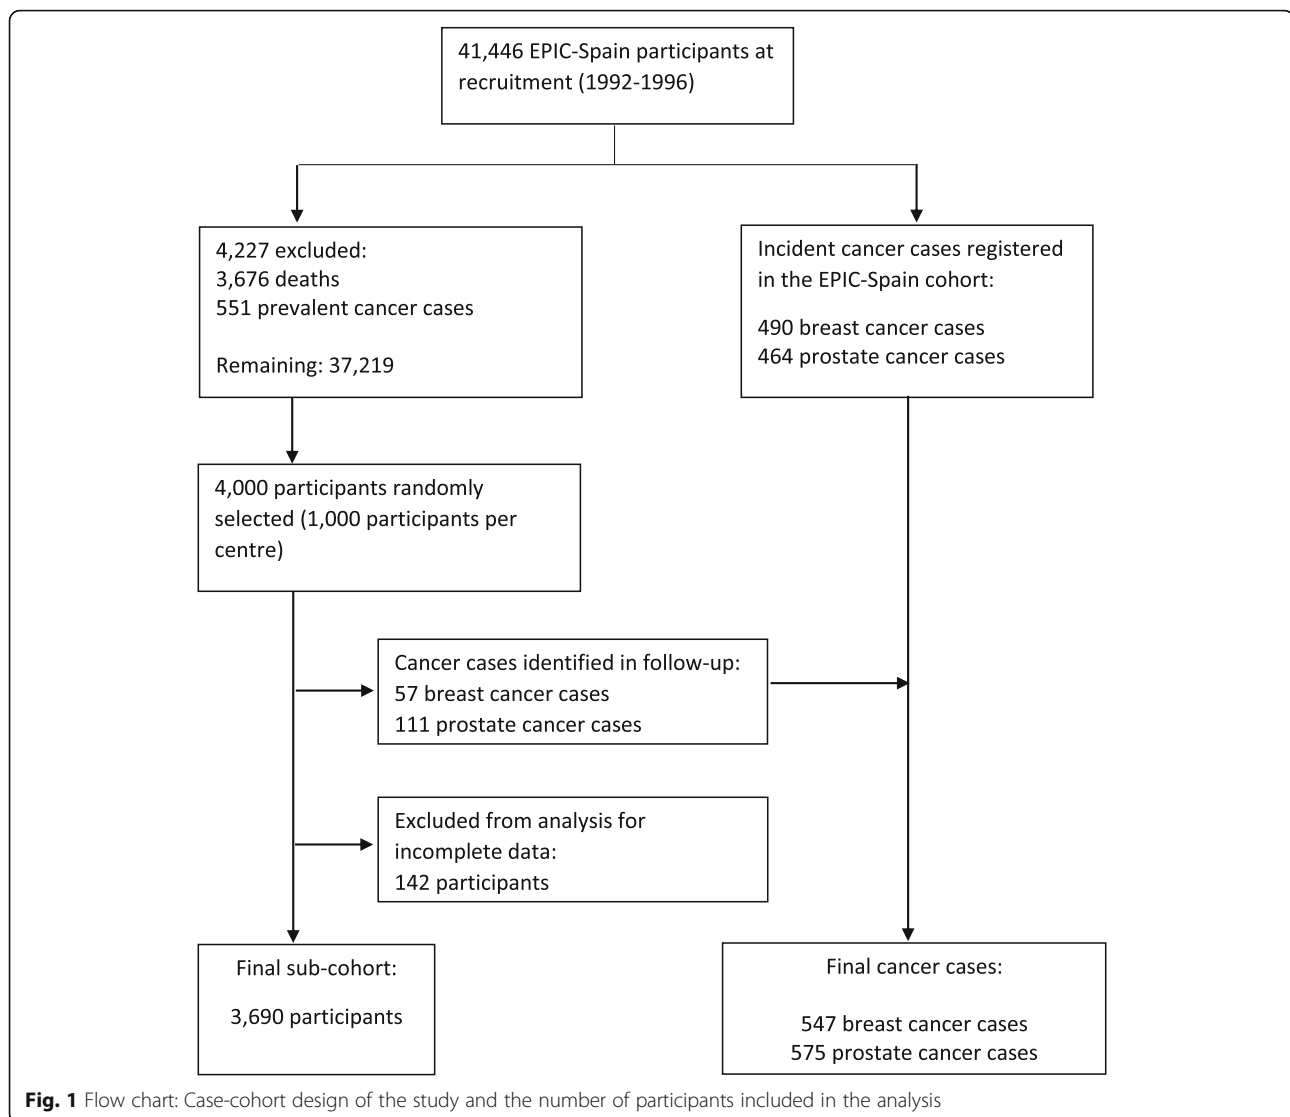 41,446 EPIC-Spain participants at
recruitment (1992-1996)
4,227 excluded:
3,676 deaths
551 prevalent cancer cases
Remaining: 37,219
Incident cancer cases registered
in the EPIC-Spain cohort:
490 breast cancer cases
464 prostate cancer cases
4,000 participants randomly
selected (1,000 participants per
centre)
Cancer cases identified in follow-up:
57 breast cancer cases
111 prostate cancer cases
Excluded from analysis for
incomplete data:
142 participants
Final sub-cohort:
3,690 participants
Final cancer cases:
547 breast cancer cases
575 prostate cancer cases
Fig. 1 Flow chart: Case-cohort design of the study and the number of participants included in the analysis